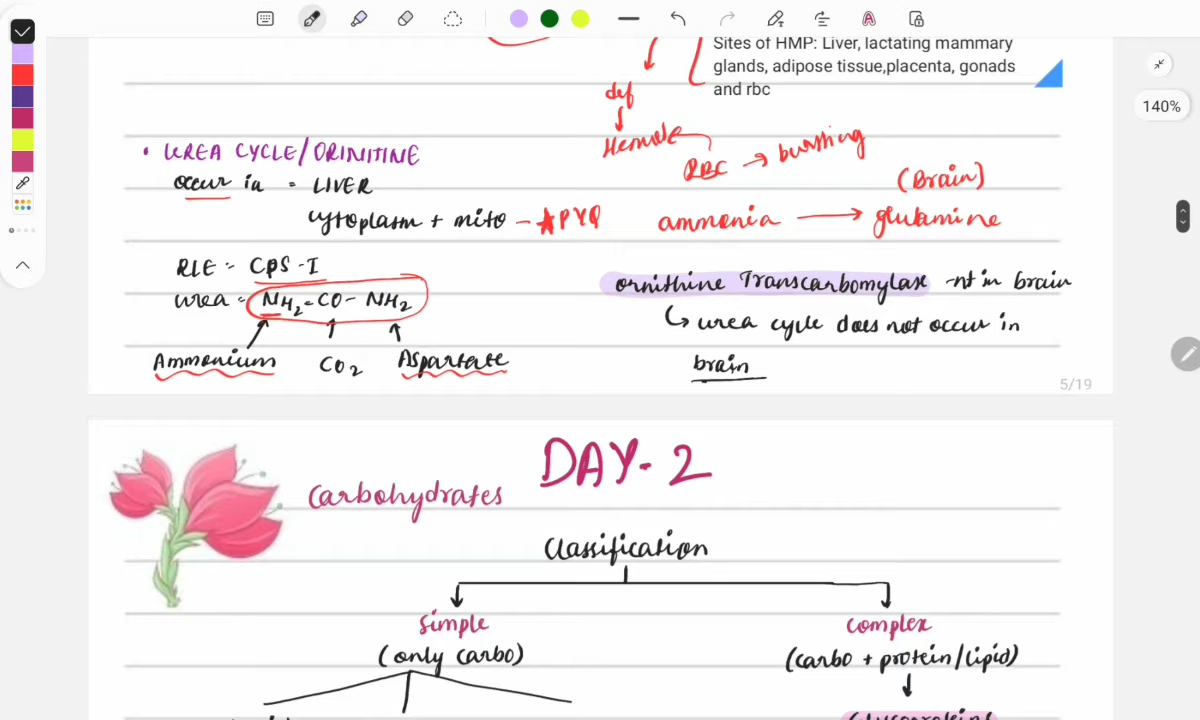 Sites of HMP: Liver, lactating mammary
glands, adipose tissue,placenta, gonads
and rbc
140%
def
Hemole
RBC → bursting
• UREA CYCLE/ORINITINE
occur in = LIVER
cytoplasm + mito - ★PYQ
(Brain)
ammonia → glutamine
RLE :- CPS-I
urea = NH2-CO-NH2
Ammonium CO2 Aspartate
ornithine Transcarbomylase -nt in brain
↳ urea cycle does not occur in
brain
5/19
DAY-2
Carbohydrates
Classification
Simple
(only carbo)
Complex
(carbo + protein/lipid)
Glycoproteins